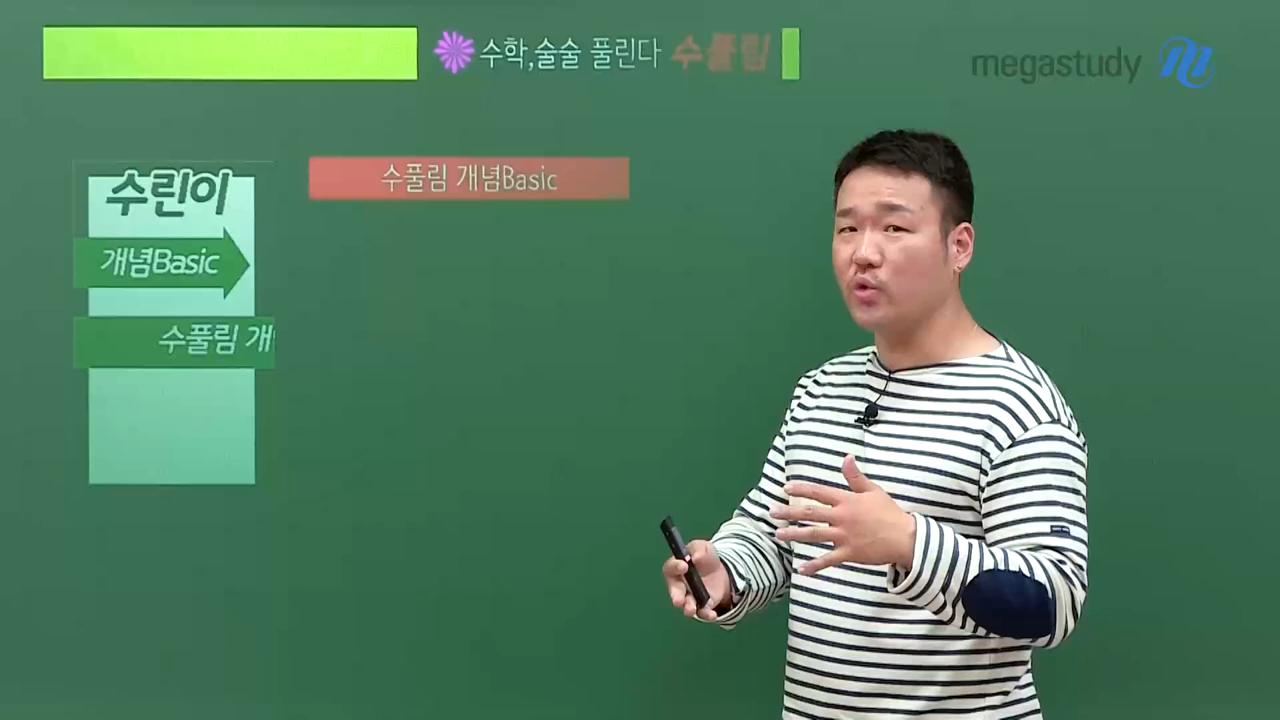 수학,술술 풀린다 수풀림
megastudy
수린이
수풀림 개념Basic
개념Basic
수풀림 개